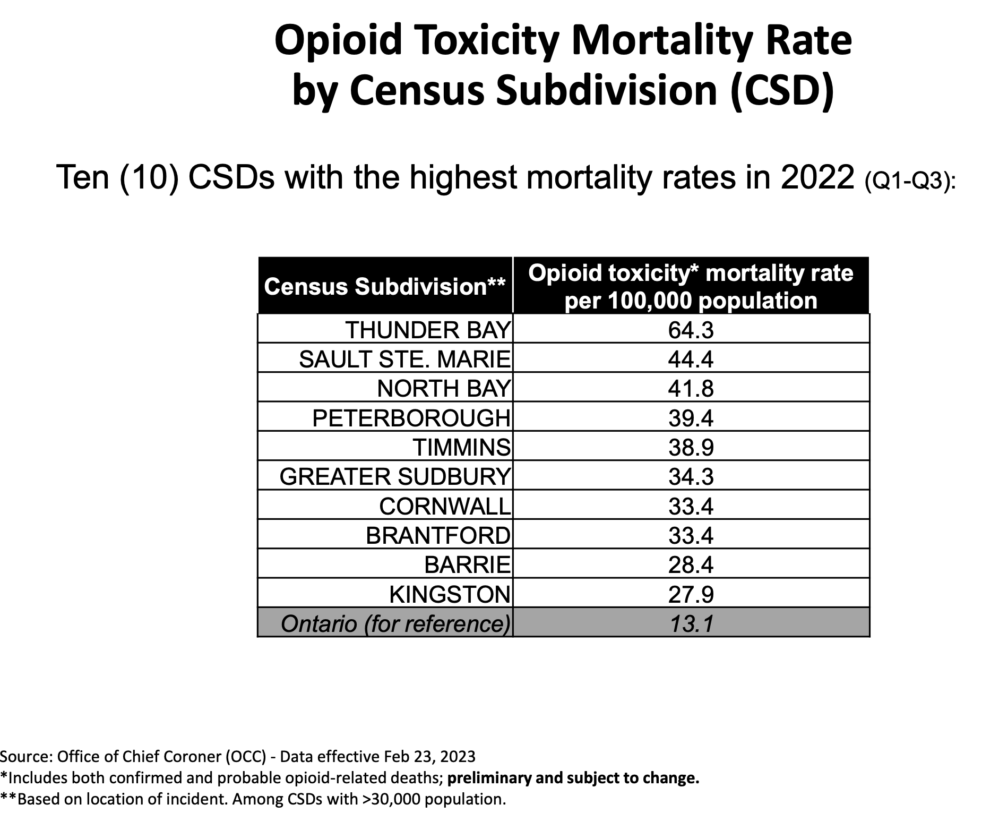 Opioid Toxicity Mortality Rate
by Census Subdivision (CSD)
Ten (10) CSDs with the highest mortality rates in 2022 (Q1-Q3):
Census Subdivision** Opioid toxicity* mortality rate
per 100,000 population
THUNDER BAY 64.3
SAULT STE. MARIE 44.4
NORTH BAY 41.8
PETERBOROUGH 39.4
TIMMINS 38.9
GREATER SUDBURY 34.3
CORNWALL 33.4
BRANTFORD 33.4
BARRIE 28.4
KINGSTON 27.9
Ontario (for reference) 13.1
Source: Office of Chief Coroner (OCC) - Data effective Feb 23, 2023
*Includes both confirmed and probable opioid-related deaths; preliminary and subject to change.
**Based on location of incident. Among CSDs with >30,000 population.